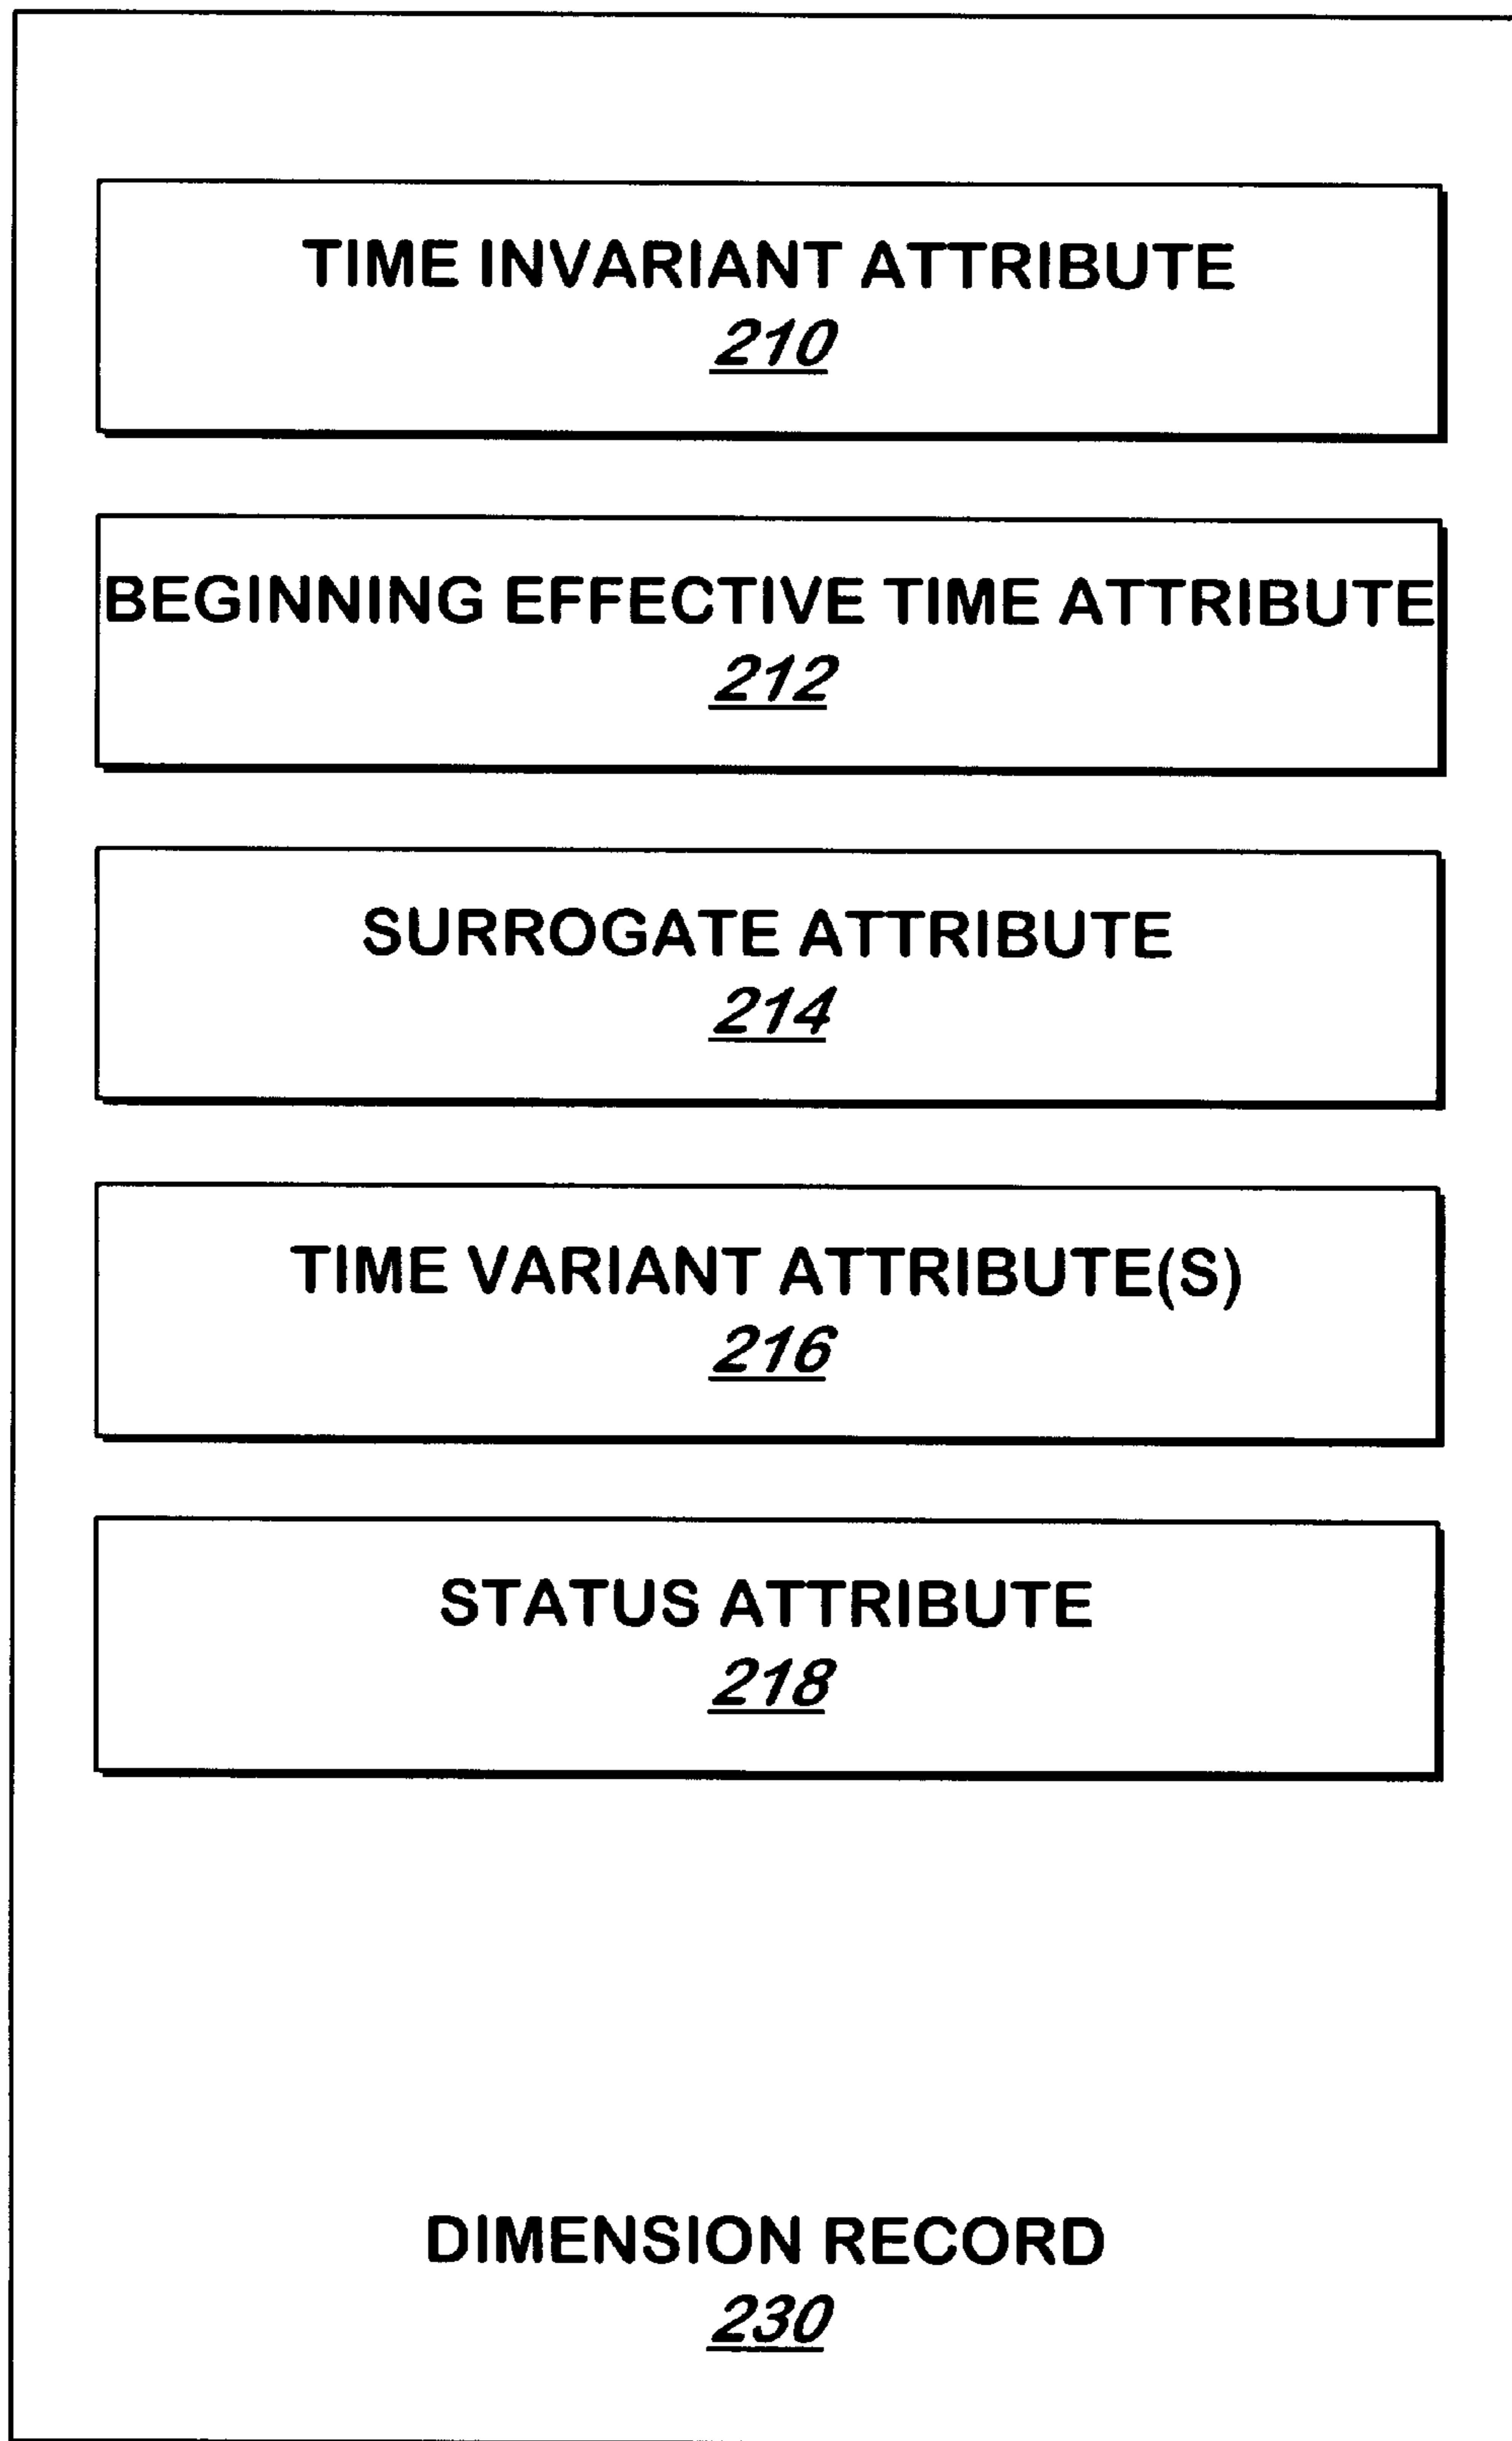 TIME INVARIANT ATTRIBUTE
210
BEGINNING EFFECTIVE TIME ATTRIBUTE
212
SURROGATE ATTRIBUTE
214
TIME VARIANT ATTRIBUTE(S)
216
STATUS ATTRIBUTE
218
DIMENSION RECORD
230